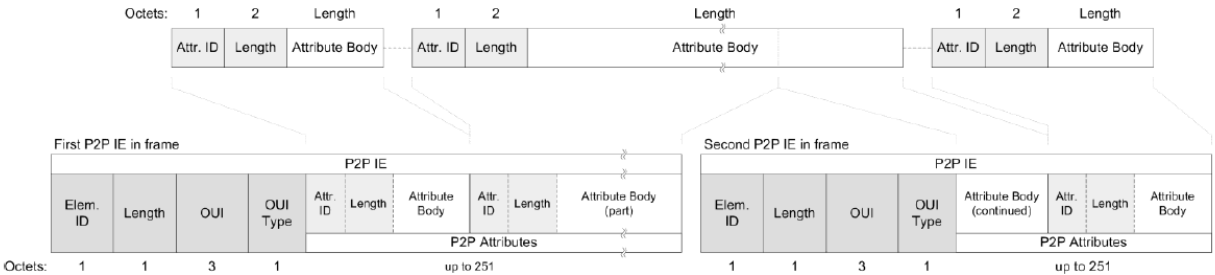 Octets: 1 2 Length 1 2 Length 1 2 Length
Attr. ID Length Attribute Body Attr. ID Length Attribute Body Attr. ID Length Attribute Body
First P2P IE in frame
P2P IE
Elem. ID Length OUI OUI Type Attr. ID Length Attribute Body Attr. ID Length Attribute Body (part)
P2P Attributes
Octets: 1 1 3 1 up to 251
Second P2P IE in frame
P2P IE
Elem. ID Length OUI OUI Type Attribute Body (continued) Attr. ID Length Attribute Body
P2P Attributes
1 1 3 1 up to 251